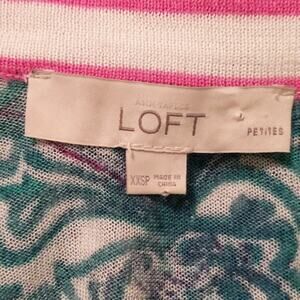 ANN TAYLOR
LOFT
PETITES
XXSP
MADE IN
CHINA